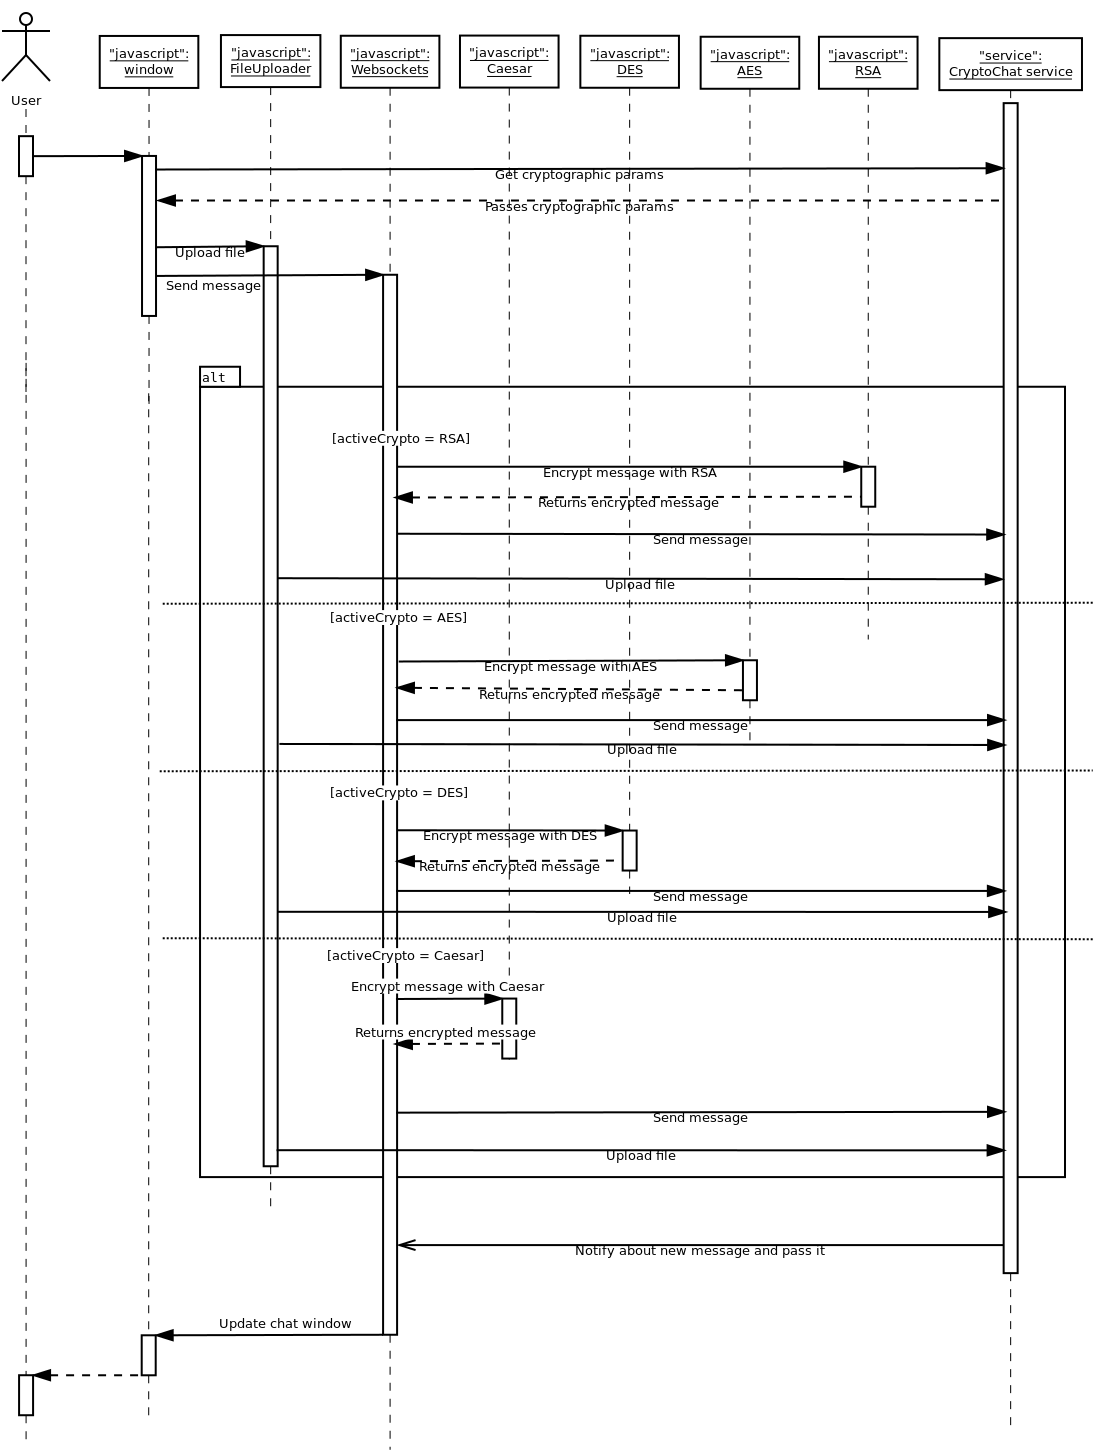 User
"javascript":
window
"javascript":
FileUploader
"javascript":
Websockets
"javascript":
Caesar
"javascript":
DES
"javascript":
AES
"javascript":
RSA
"service":
CryptoChat service
Get cryptographic params
Passes cryptographic params
Upload file
Send message
alt
[activeCrypto = RSA]
Encrypt message with RSA
Returns encrypted message
Send message
Upload file
[activeCrypto = AES]
Encrypt message with AES
Returns encrypted message
Send message
Upload file
[activeCrypto = DES]
Encrypt message with DES
Returns encrypted message
Send message
Upload file
[activeCrypto = Caesar]
Encrypt message with Caesar
Returns encrypted message
Send message
Upload file
Notify about new message and pass it
Update chat window